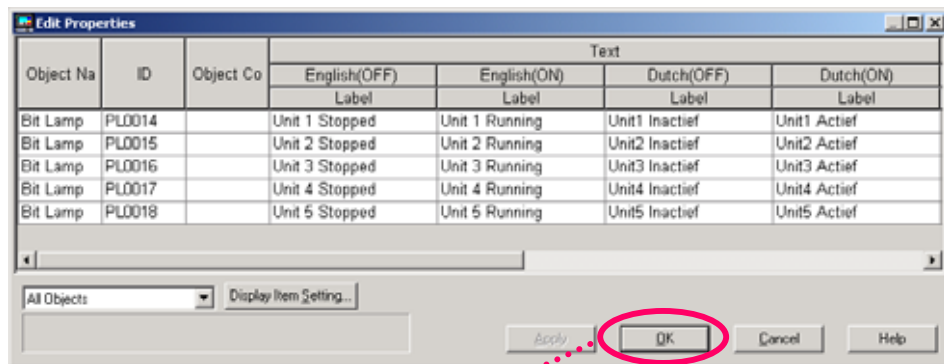 Edit Properties
Text
Object Na ID Object Co English(OFF) English(ON) Dutch(OFF) Dutch(ON)
Label Label Label Label
Bit Lamp PL0014 Unit 1 Stopped Unit 1 Running Unit1 Inactief Unit1 Actief
Bit Lamp PL0015 Unit 2 Stopped Unit 2 Running Unit2 Inactief Unit2 Actief
Bit Lamp PL0016 Unit 3 Stopped Unit 3 Running Unit3 Inactief Unit3 Actief
Bit Lamp PL0017 Unit 4 Stopped Unit 4 Running Unit4 Inactief Unit4 Actief
Bit Lamp PL0018 Unit 5 Stopped Unit 5 Running Unit5 Inactief Unit5 Actief
All Objects Display Item Setting...
Apply OK Cancel Help